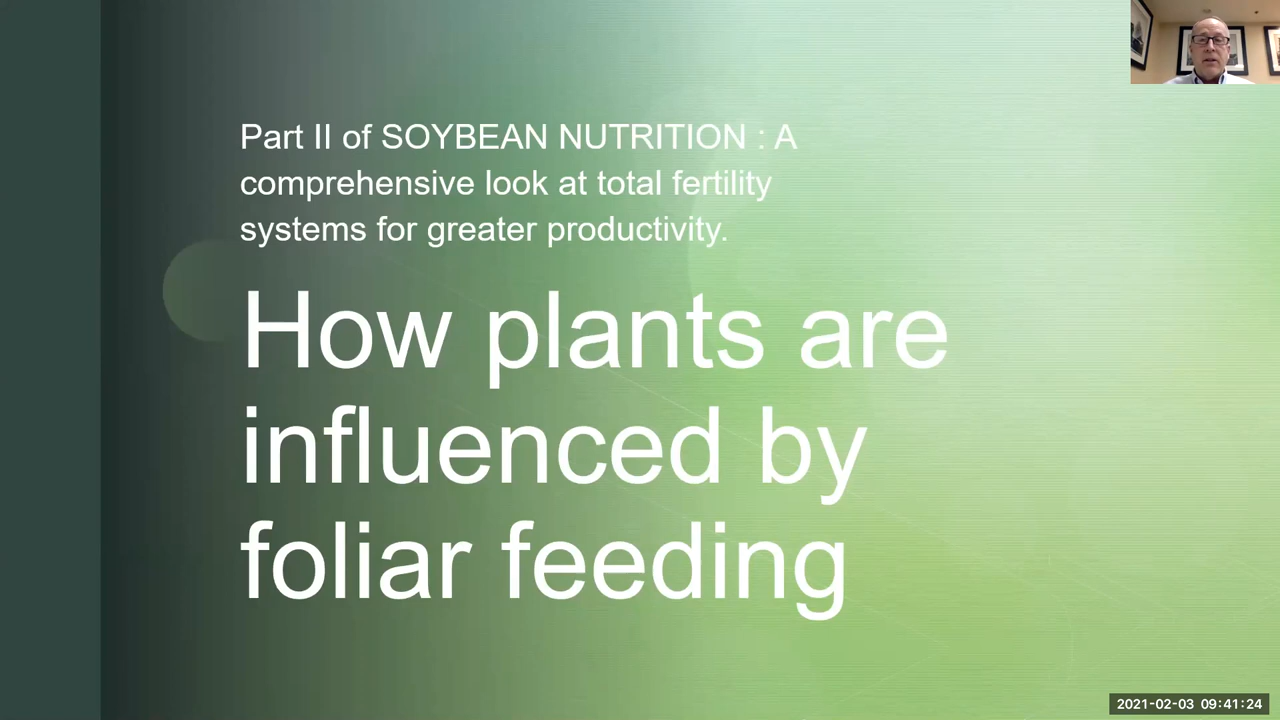 Part II of SOYBEAN NUTRITION : A
comprehensive look at total fertility
systems for greater productivity.
How plants are
influenced by
foliar feeding
2021-02-03 09:41:24